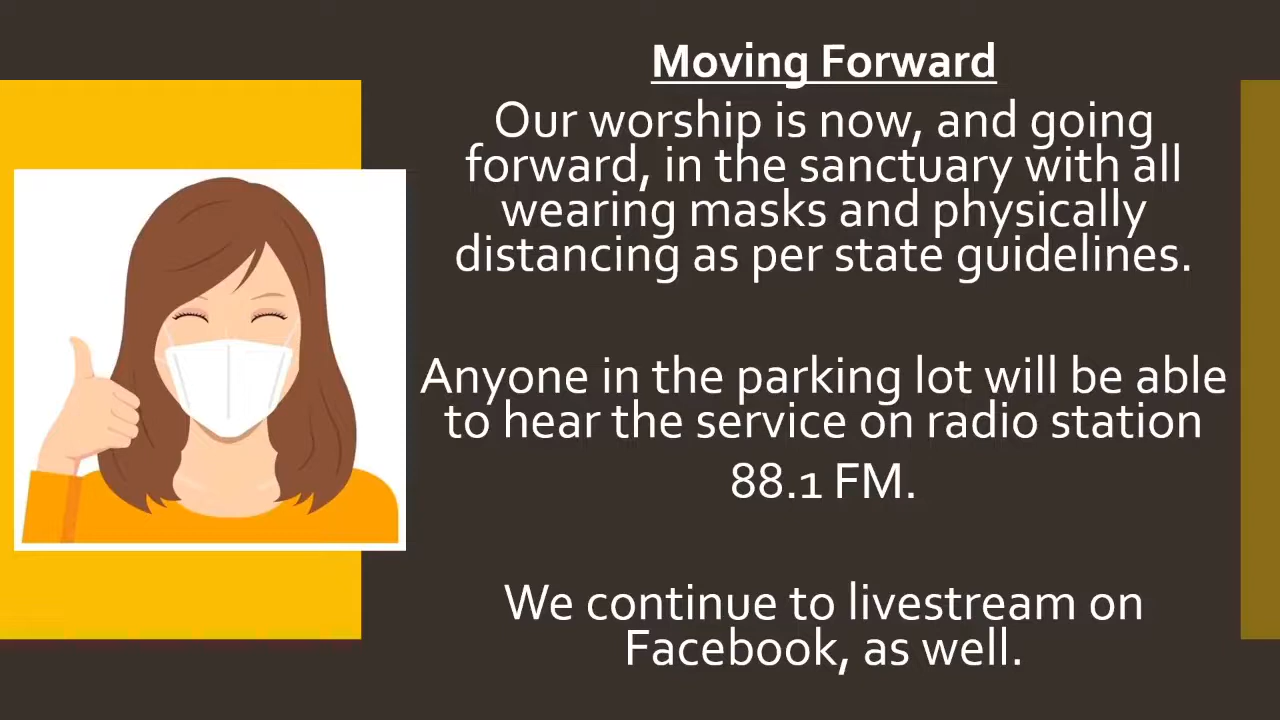 Moving Forward
Our worship is now, and going
forward, in the sanctuary with all
wearing masks and physically
distancing as per state guidelines.
Anyone in the parking lot will be able
to hear the service on radio station
88.1 FM.
We continue to livestream on
Facebook, as well.